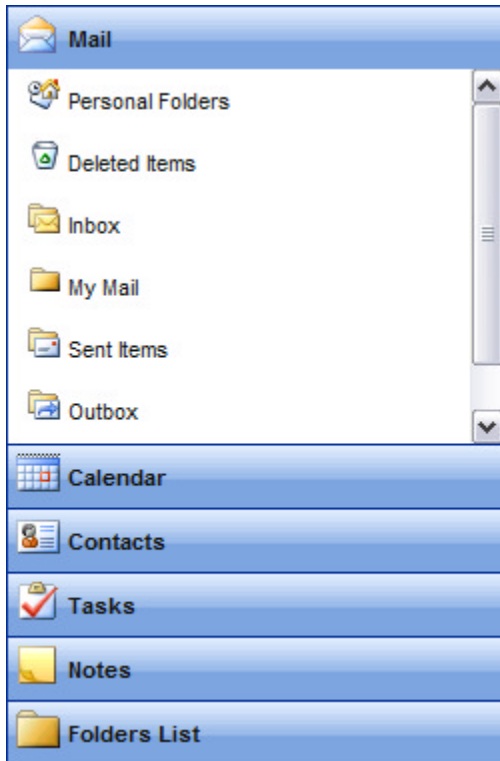 Mail
Personal Folders
Deleted Items
Inbox
My Mail
Sent Items
Outbox
Calendar
Contacts
Tasks
Notes
Folders List